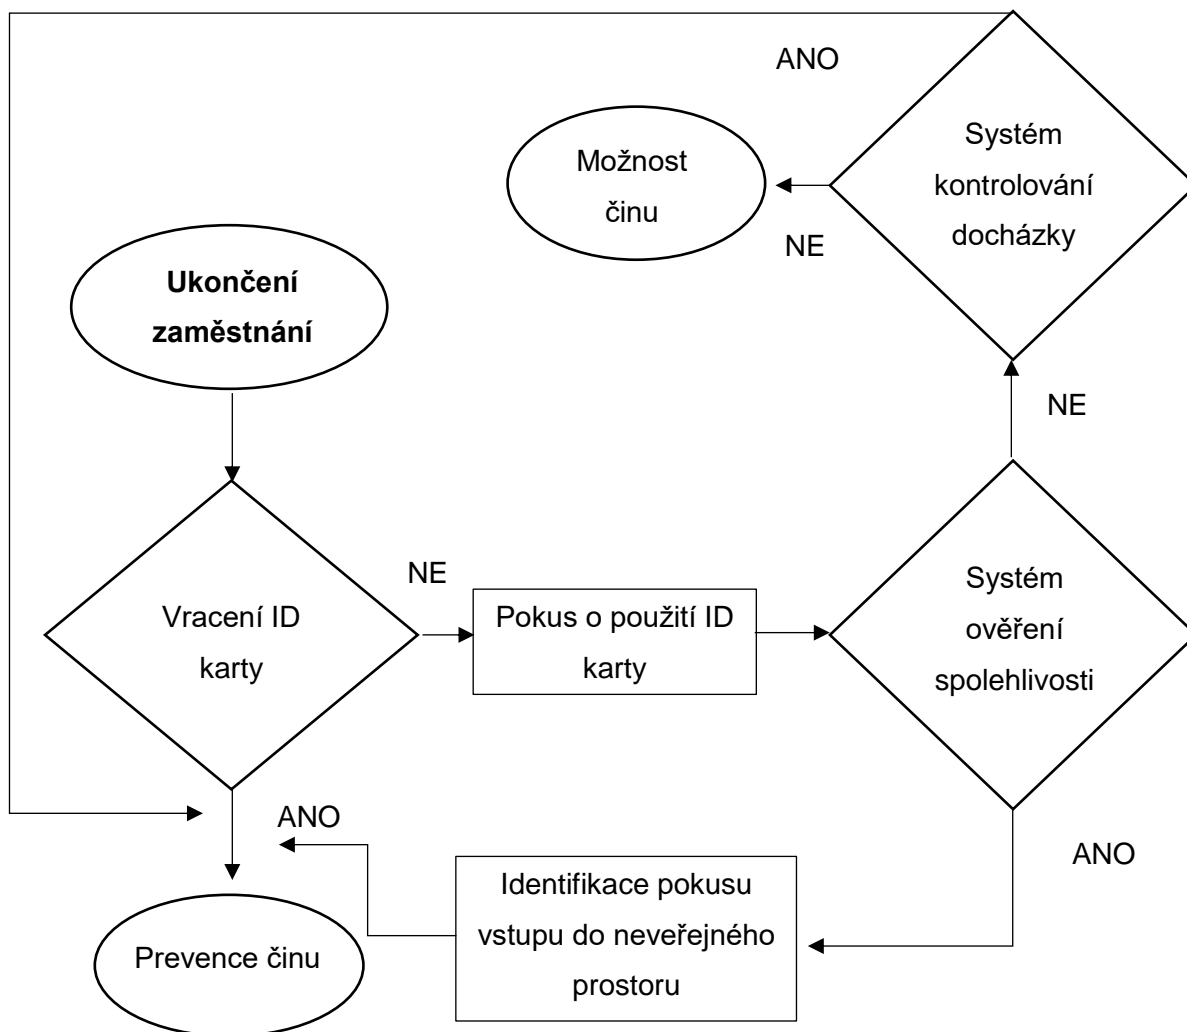 ANO
Systém
kontrolování
docházky
Možnost
činu
NE
Ukončení
zaměstnání
NE
Vracení ID
karty
NE
Pokus o použití ID
karty
Systém
ověření
spolehlivosti
ANO
ANO
Identifikace pokusu
vstupu do neveřejného
prostoru
Prevence činu